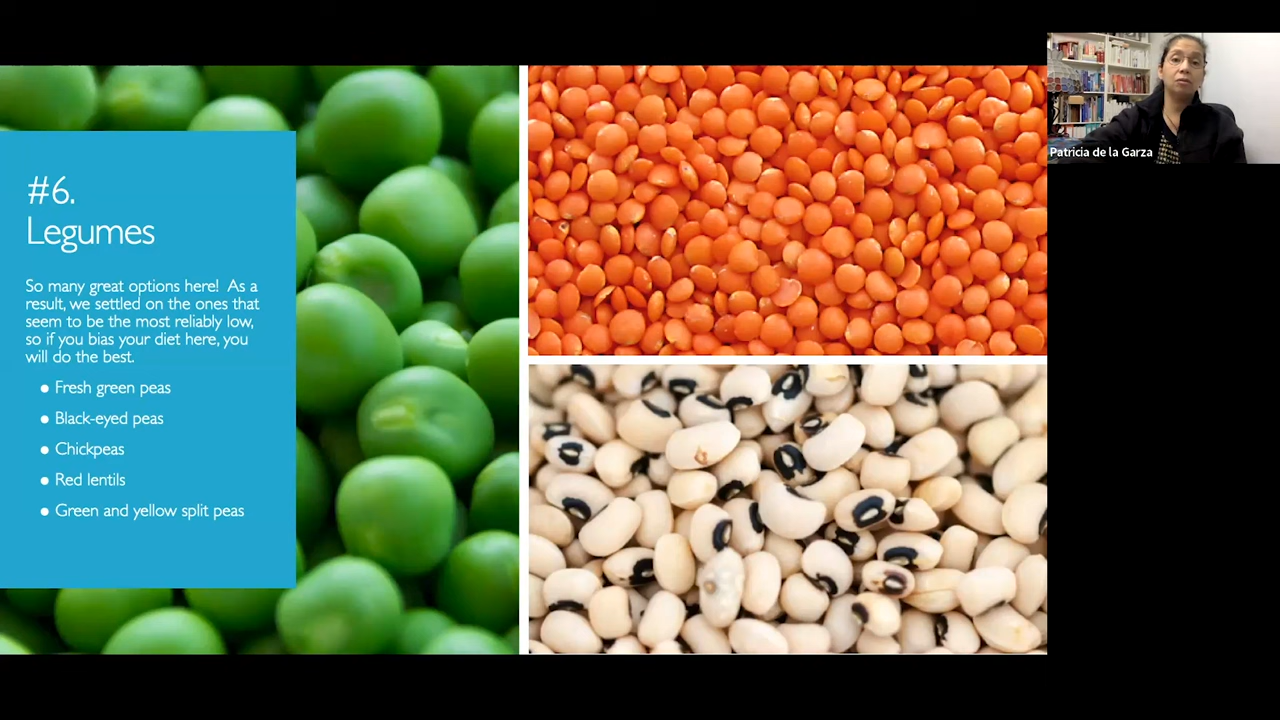 #6.
Legumes
So many great options here! As a
result, we settled on the ones that
seem to be the most reliably low,
so if you bias your diet here, you
will do the best.
● Fresh green peas
● Black-eyed peas
● Chickpeas
● Red lentils
● Green and yellow split peas
Patricia de la Garza